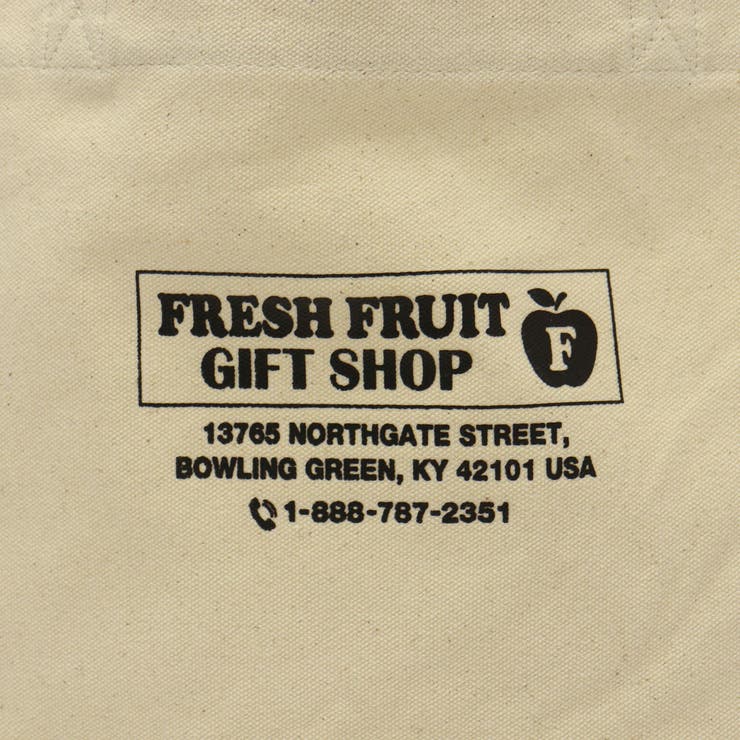 FRESH FRUIT
GIFT SHOP
F
13765 NORTHGATE STREET,
BOWLING GREEN, KY 42101 USA
1-888-787-2351